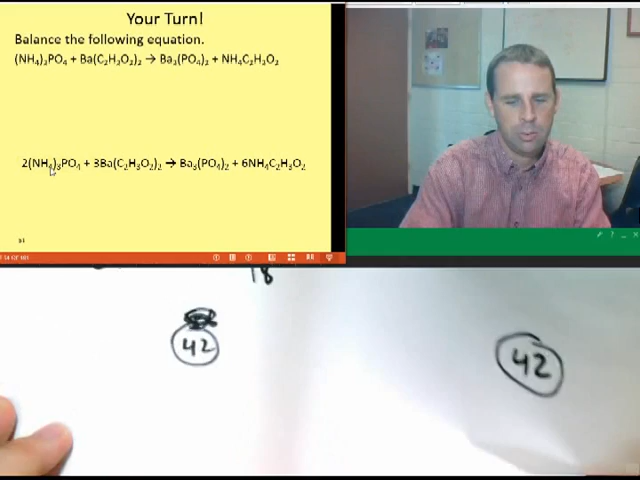 Your Turn!
Balance the following equation.
(NH₄)₃PO₄ + Ba(C₂H₃O₂)₂ → Ba₃(PO₄)₂ + NH₄C₂H₃O₂
2(NH₄)₃PO₄ + 3Ba(C₂H₃O₂)₂ → Ba₃(PO₄)₂ + 6NH₄C₂H₃O₂
18
42
42